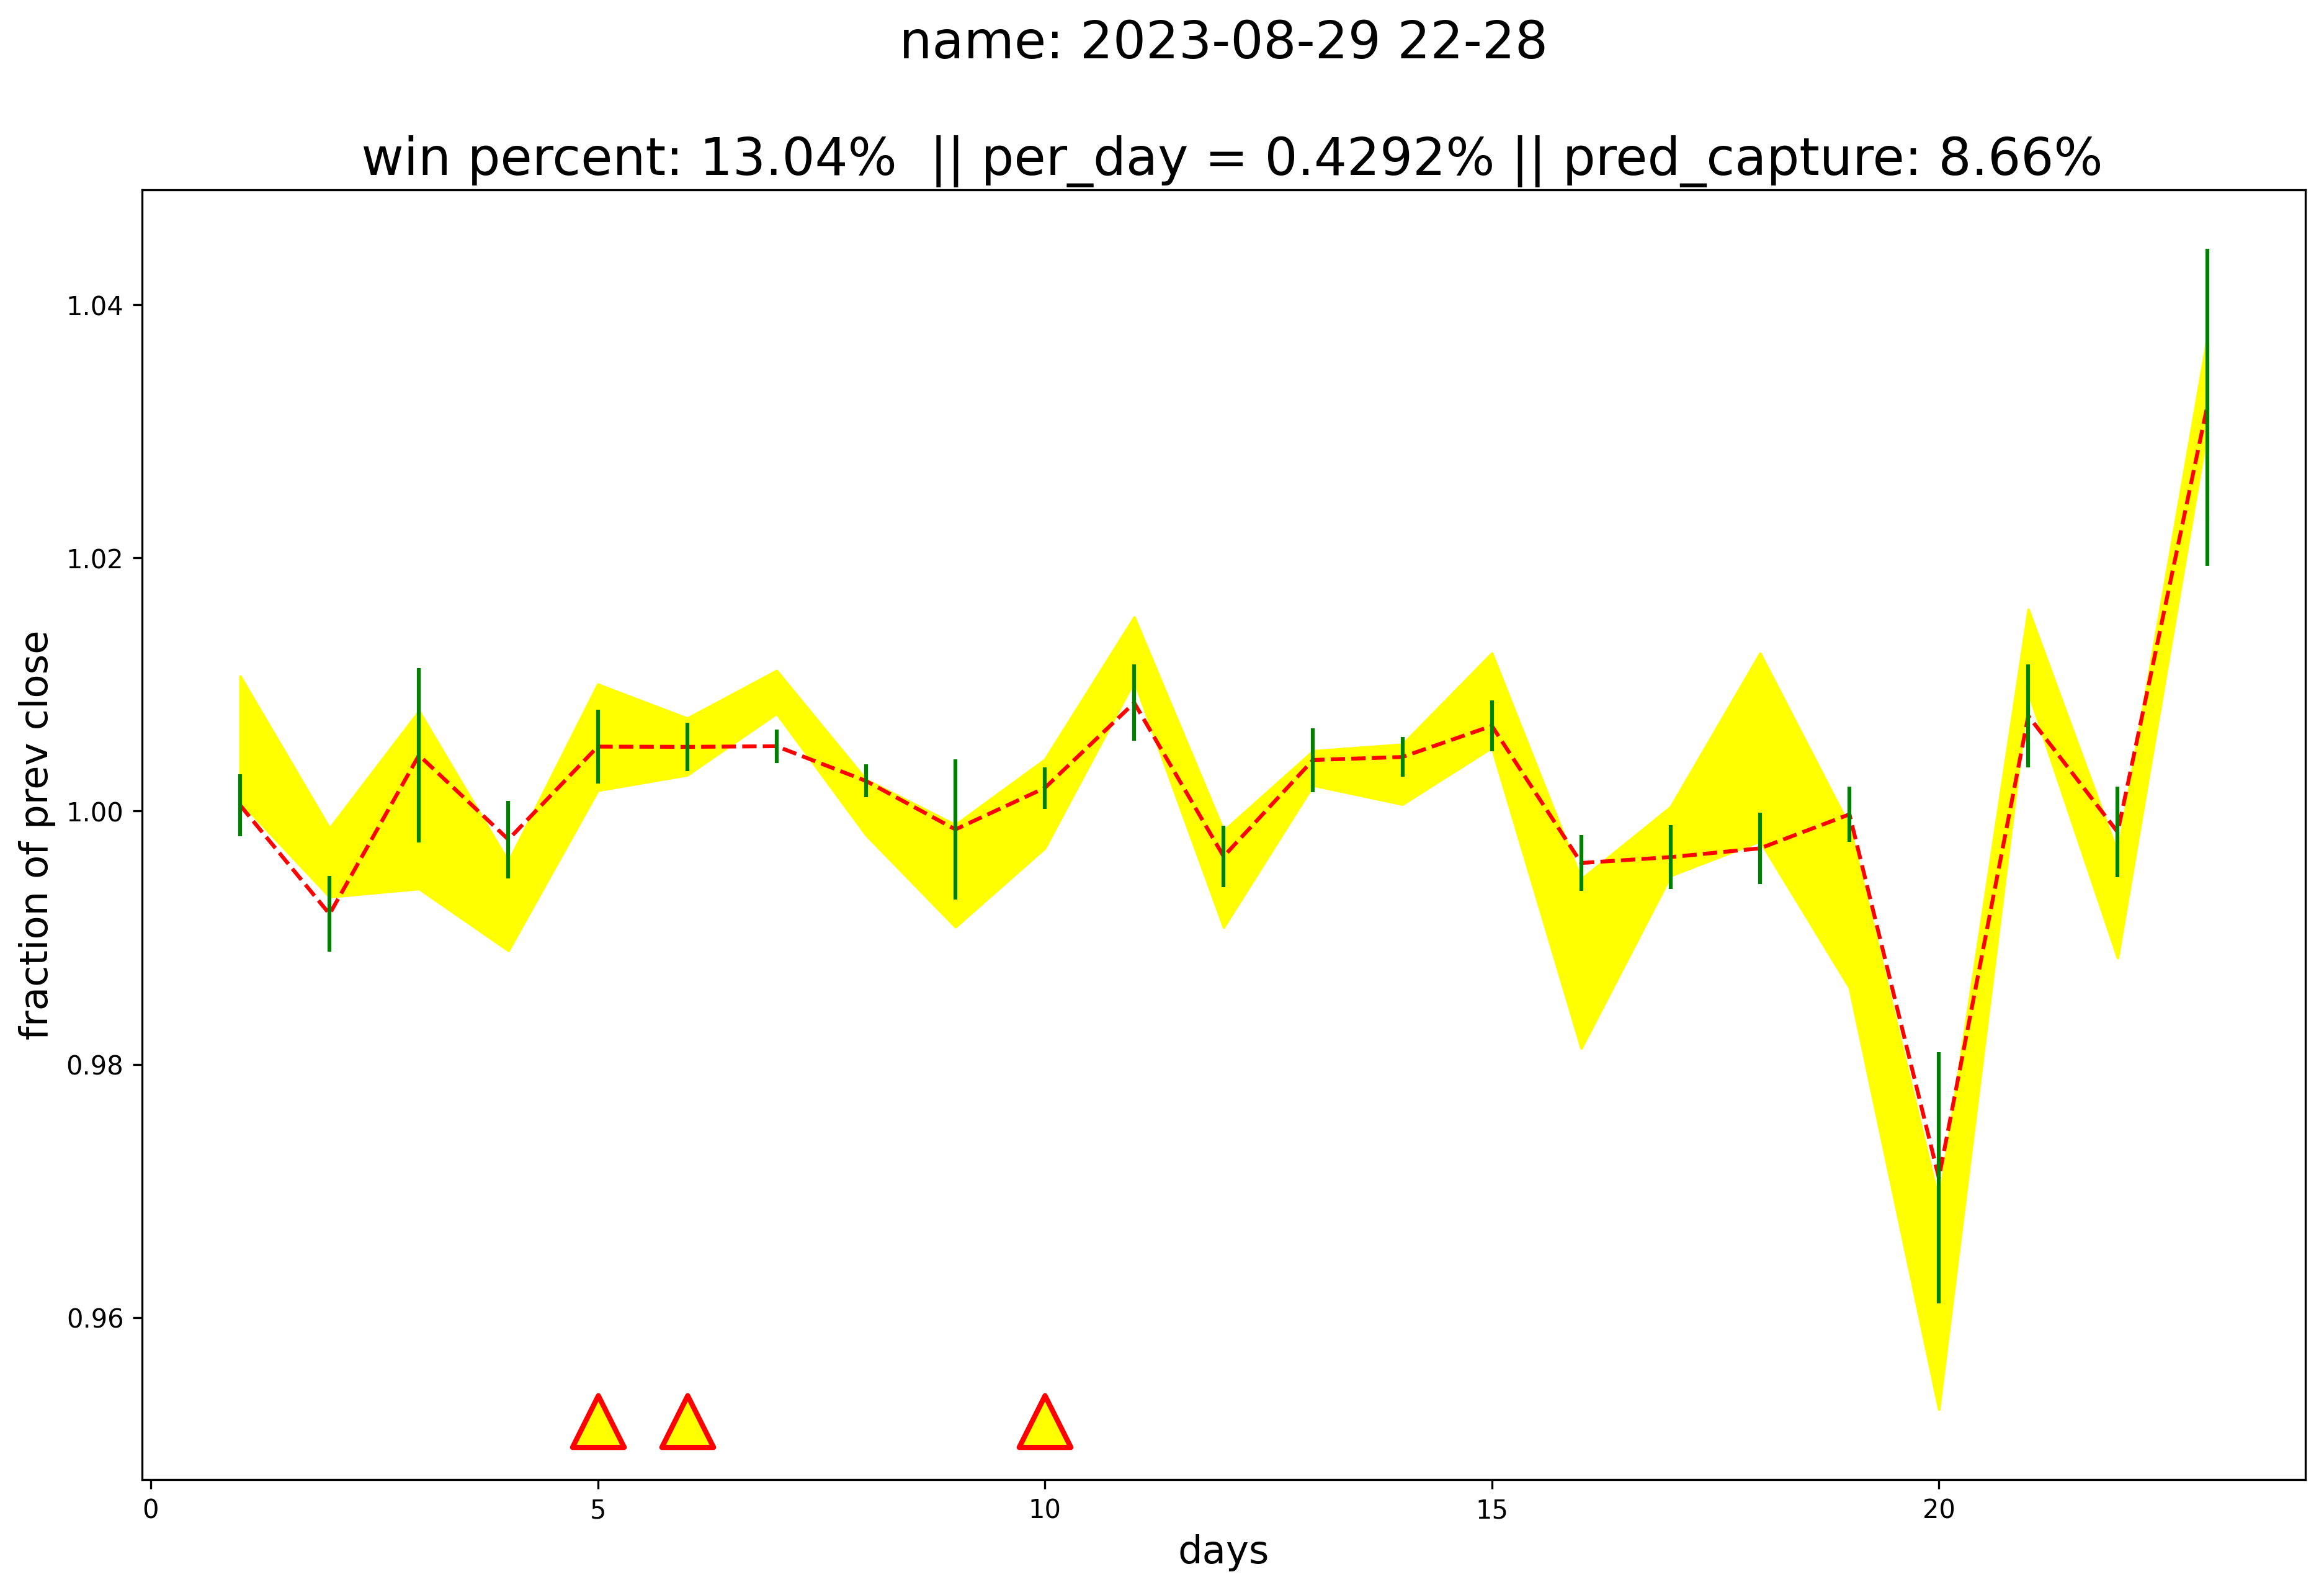 name: 2023-08-29 22-28
win percent: 13.04%  || per_day = 0.4292% || pred_capture: 8.66%
fraction of prev close
1.04
1.02
1.00
0.98
0.96
0
5
10
15
20
days